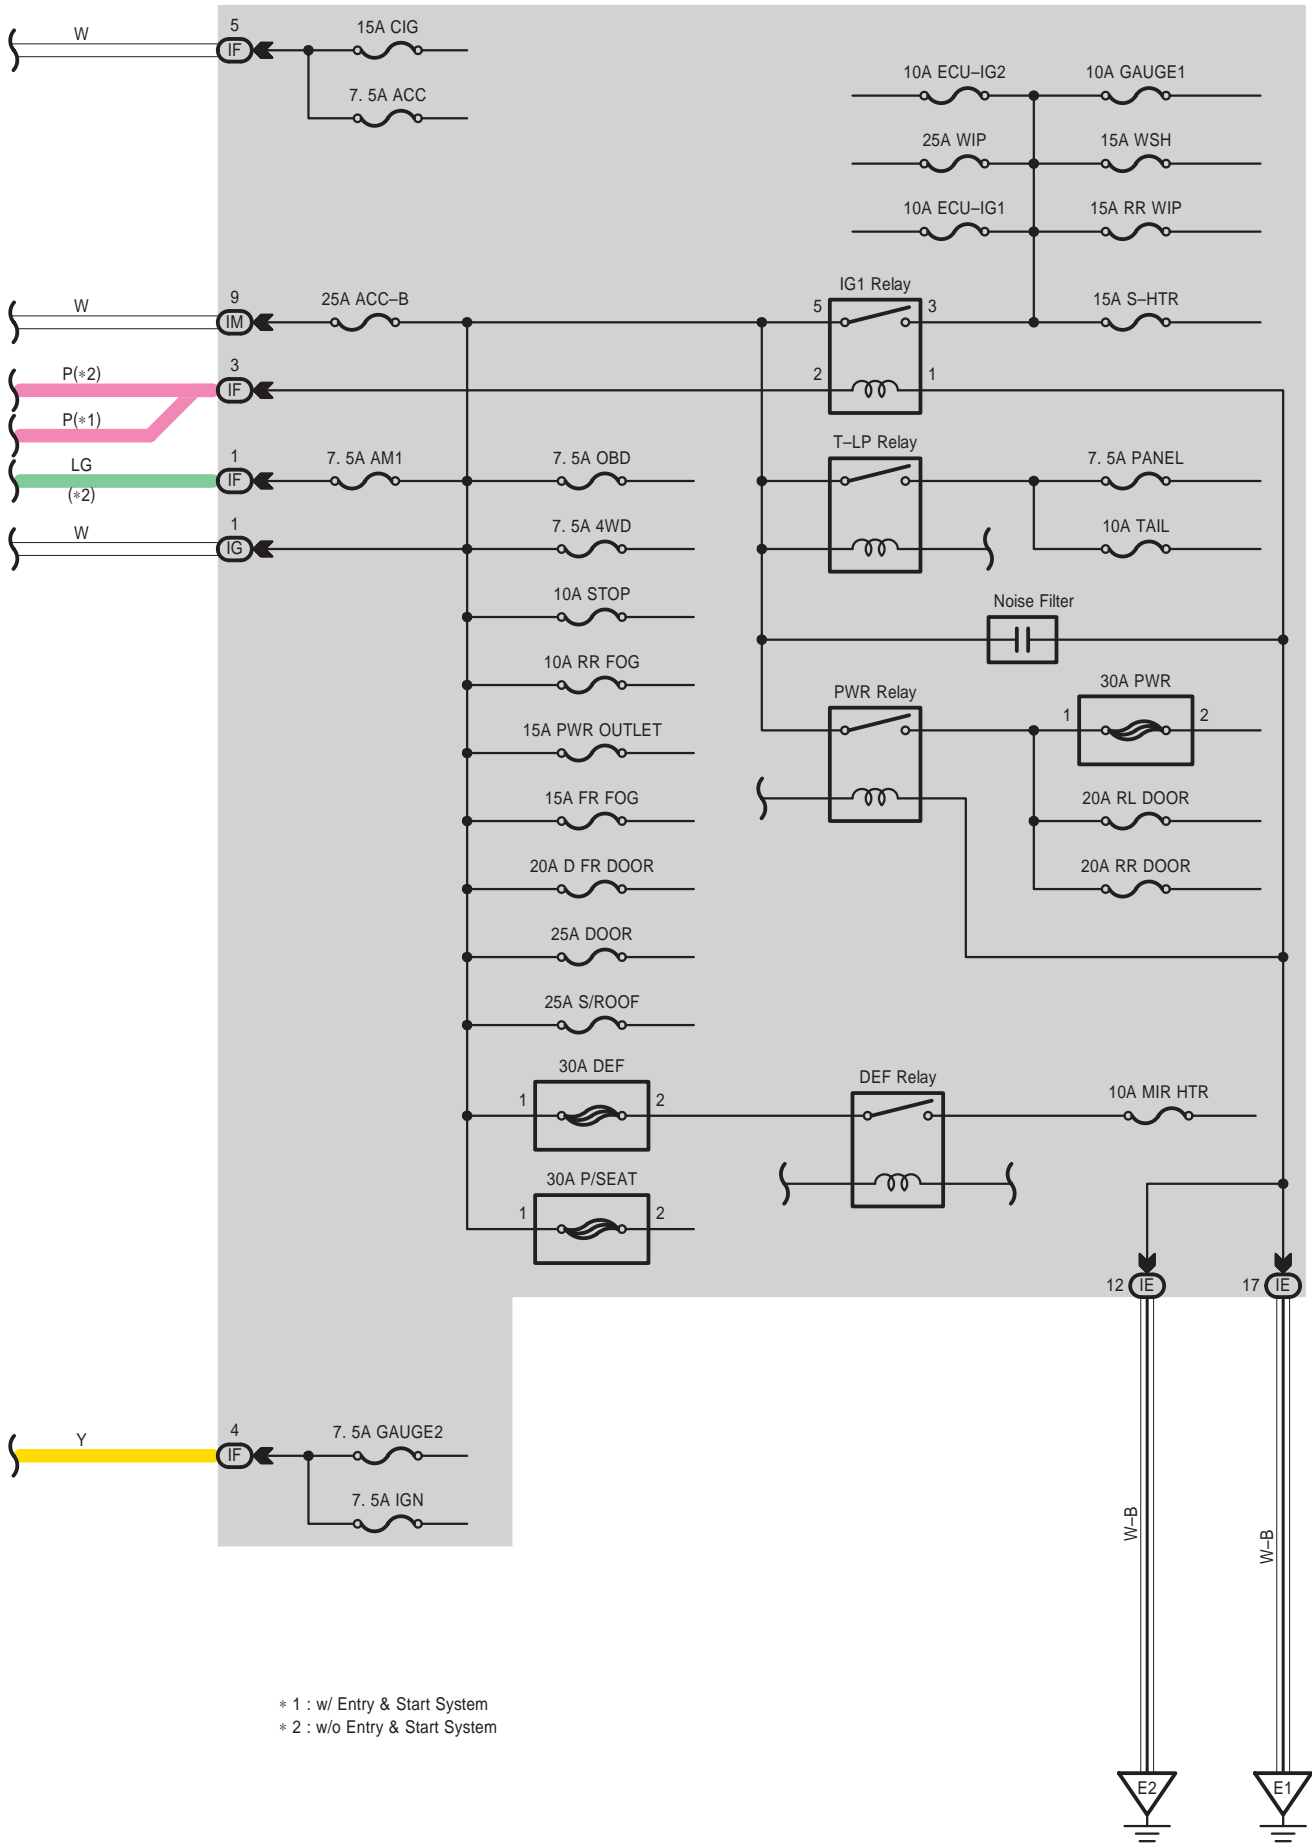 W
5
IF
15A CIG
7. 5A ACC
10A ECU–IG2
10A GAUGE1
25A WIP
15A WSH
10A ECU–IG1
15A RR WIP
W
9
IM
25A ACC–B
IG1 Relay
5
3
2
1
15A S–HTR
P(∗2)
3
IF
P(∗1)
LG
(∗2)
1
IF
7. 5A AM1
7. 5A OBD
T–LP Relay
7. 5A PANEL
W
1
IG
7. 5A 4WD
10A TAIL
10A STOP
Noise Filter
10A RR FOG
PWR Relay
30A PWR
1
2
15A PWR OUTLET
15A FR FOG
20A RL DOOR
20A D FR DOOR
20A RR DOOR
25A DOOR
25A S/ROOF
30A DEF
1
2
DEF Relay
10A MIR HTR
30A P/SEAT
1
2
12
IE
17
IE
Y
4
IF
7. 5A GAUGE2
7. 5A IGN
W–B
W–B
∗ 1 : w/ Entry & Start System
∗ 2 : w/o Entry & Start System
E2
E1